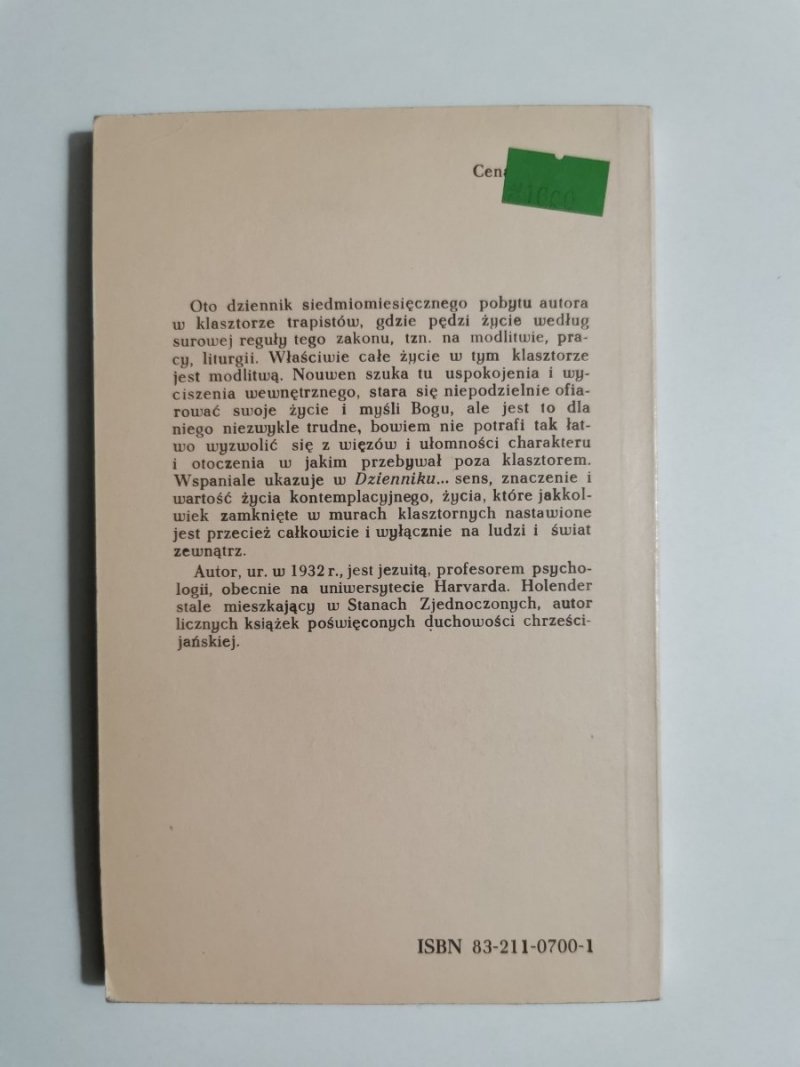 Cena
Oto dziennik siedmiomiesięcznego pobytu autora
w klasztorze trapistów, gdzie pędzi życie według
surowej reguły tego zakonu, tzn. na modlitwie, pra-
cy, liturgii. Właściwie całe życie w tym klasztorze
jest modlitwą. Nouwen szuka tu uspokojenia i wy-
ciszenia wewnętrznego, stara się niepodzielnie ofia-
rować swoje życie i myśli Bogu, ale jest to dla
niego niezwykle trudne, bowiem nie potrafi tak łat-
wo wyzwolić się z więzów i ułomności charakteru
i otoczenia w jakim przebywał poza klasztorem.
Wspaniale ukazuje w Dzienniku... sens, znaczenie i
wartość życia kontemplacyjnego, życia, które jakkol-
wiek zamknięte w murach klasztornych nastawione
jest przecież całkowicie i wyłącznie na ludzi i świat
zewnątrz.
Autor, ur. w 1932 r., jest jezuitą, profesorem psycho-
logii, obecnie na uniwersytecie Harvarda. Holender
stale mieszkający w Stanach Zjednoczonych, autor
licznych książek poświęconych duchowości chrześci-
jańskiej.
ISBN 83-211-0700-1